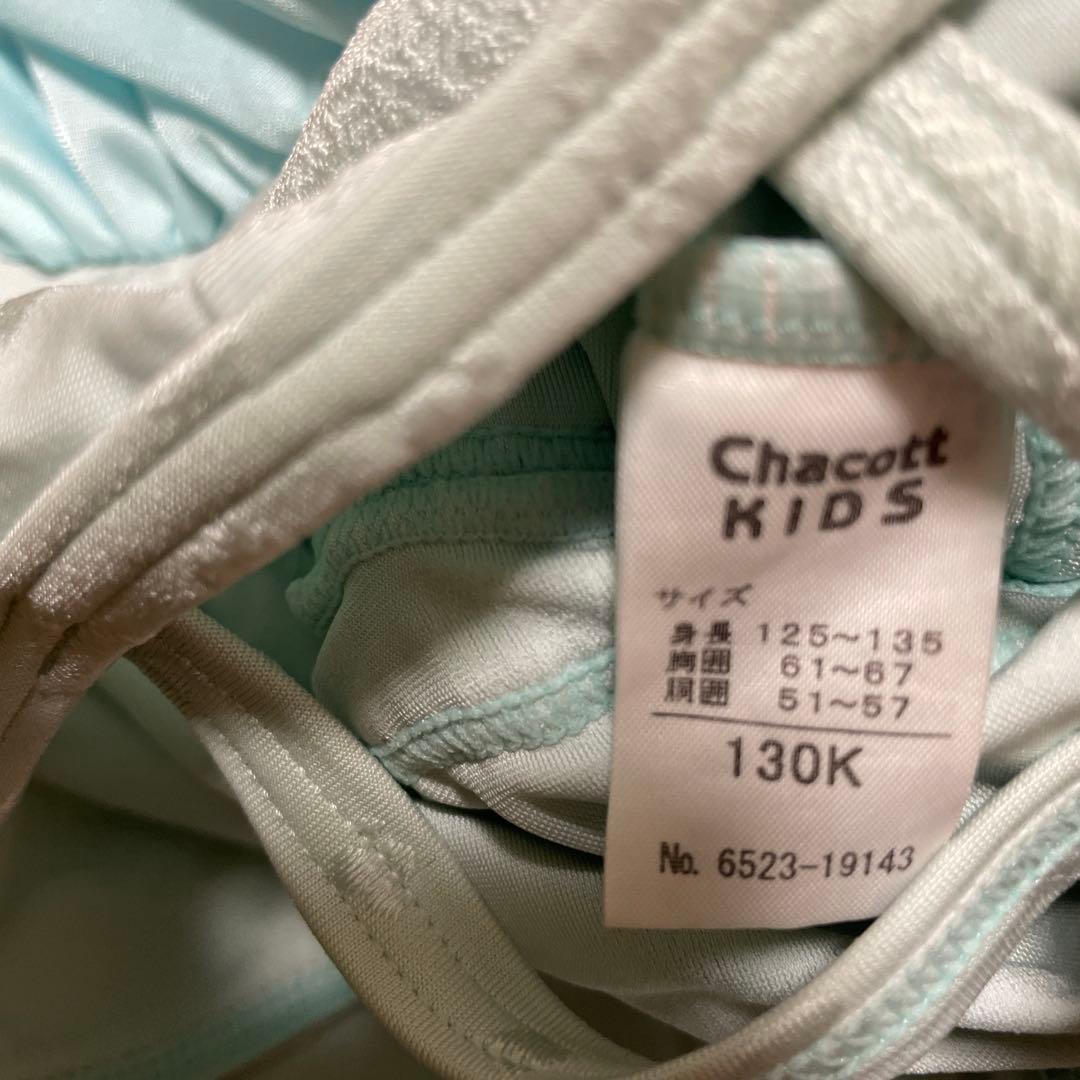 Chacott
KIDS
サイズ
身長 125～135
胸囲 61～67
胴囲 51～57
130K
No. 6523-19143